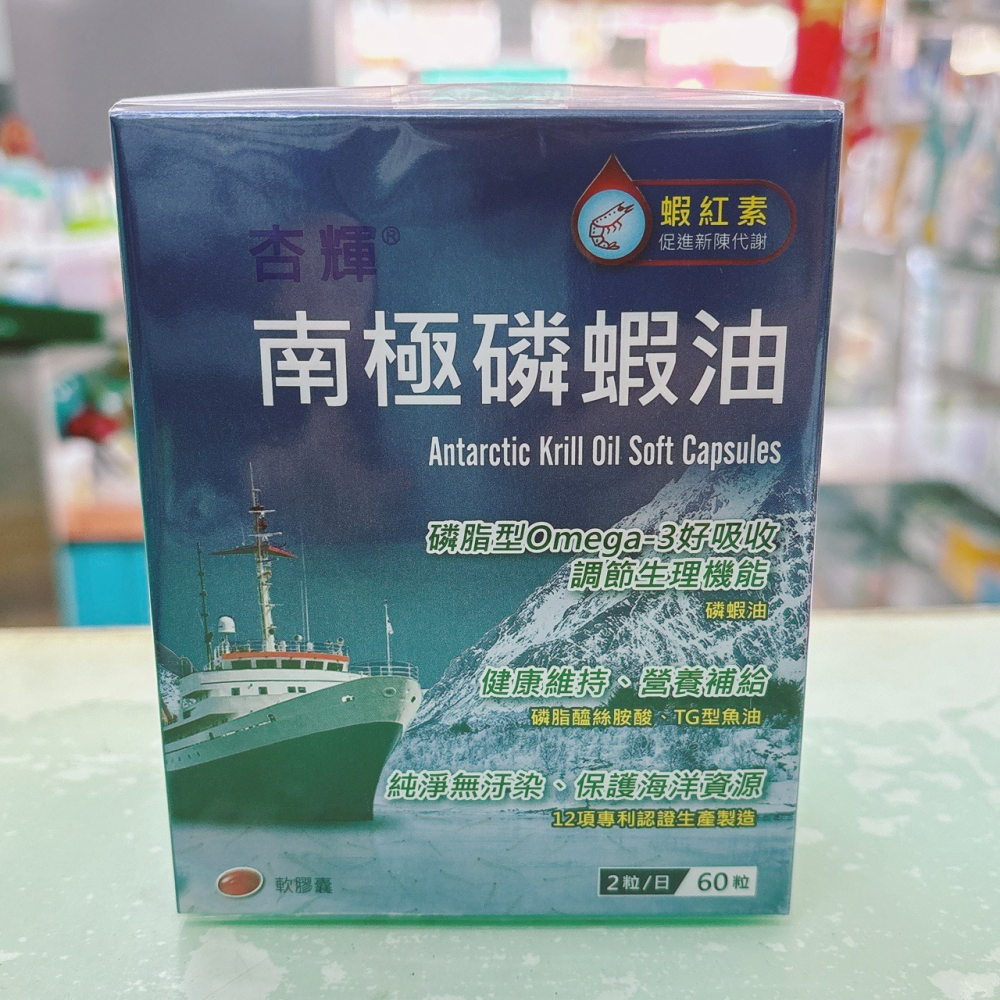 蝦紅素
促進新陳代謝
杏輝®
南極磷蝦油
Antarctic Krill Oil Soft Capsules
磷脂型Omega-3好吸收
調節生理機能
磷蝦油
健康維持、營養補給
磷脂醯絲胺酸、TG型魚油
純淨無汙染、保護海洋資源
12項專利認證生產製造
軟膠囊
2粒/日 60粒